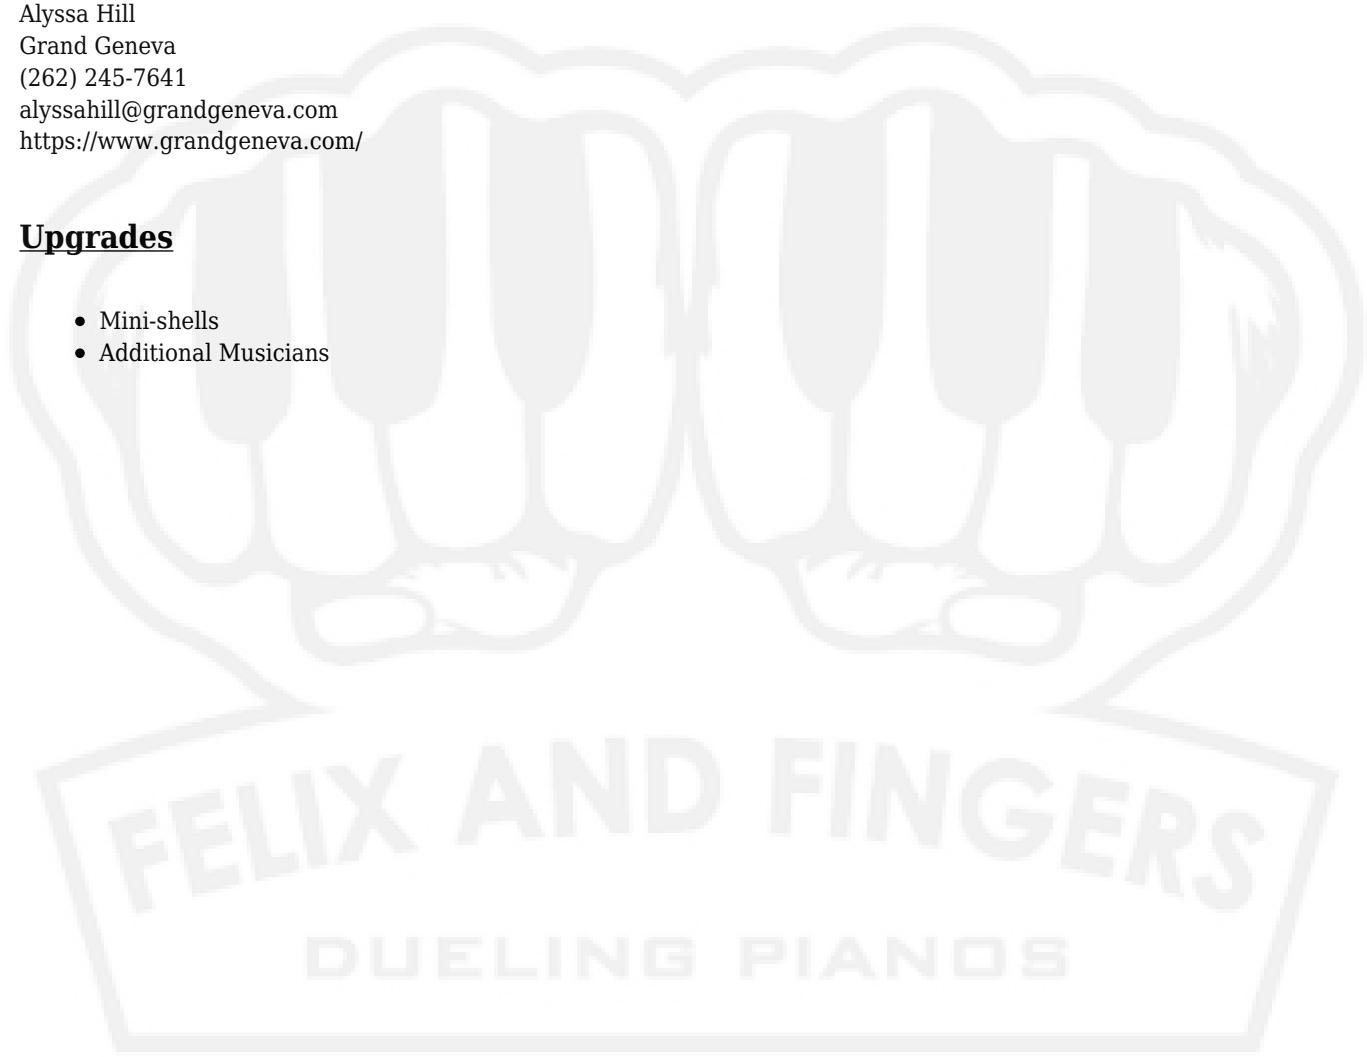 Alyssa Hill
Grand Geneva
(262) 245-7641
alyssahill@grandgeneva.com
https://www.grandgeneva.com/
Upgrades
Mini-shells
Additional Musicians
FELIX AND FINGERS
DUELING PIANOS